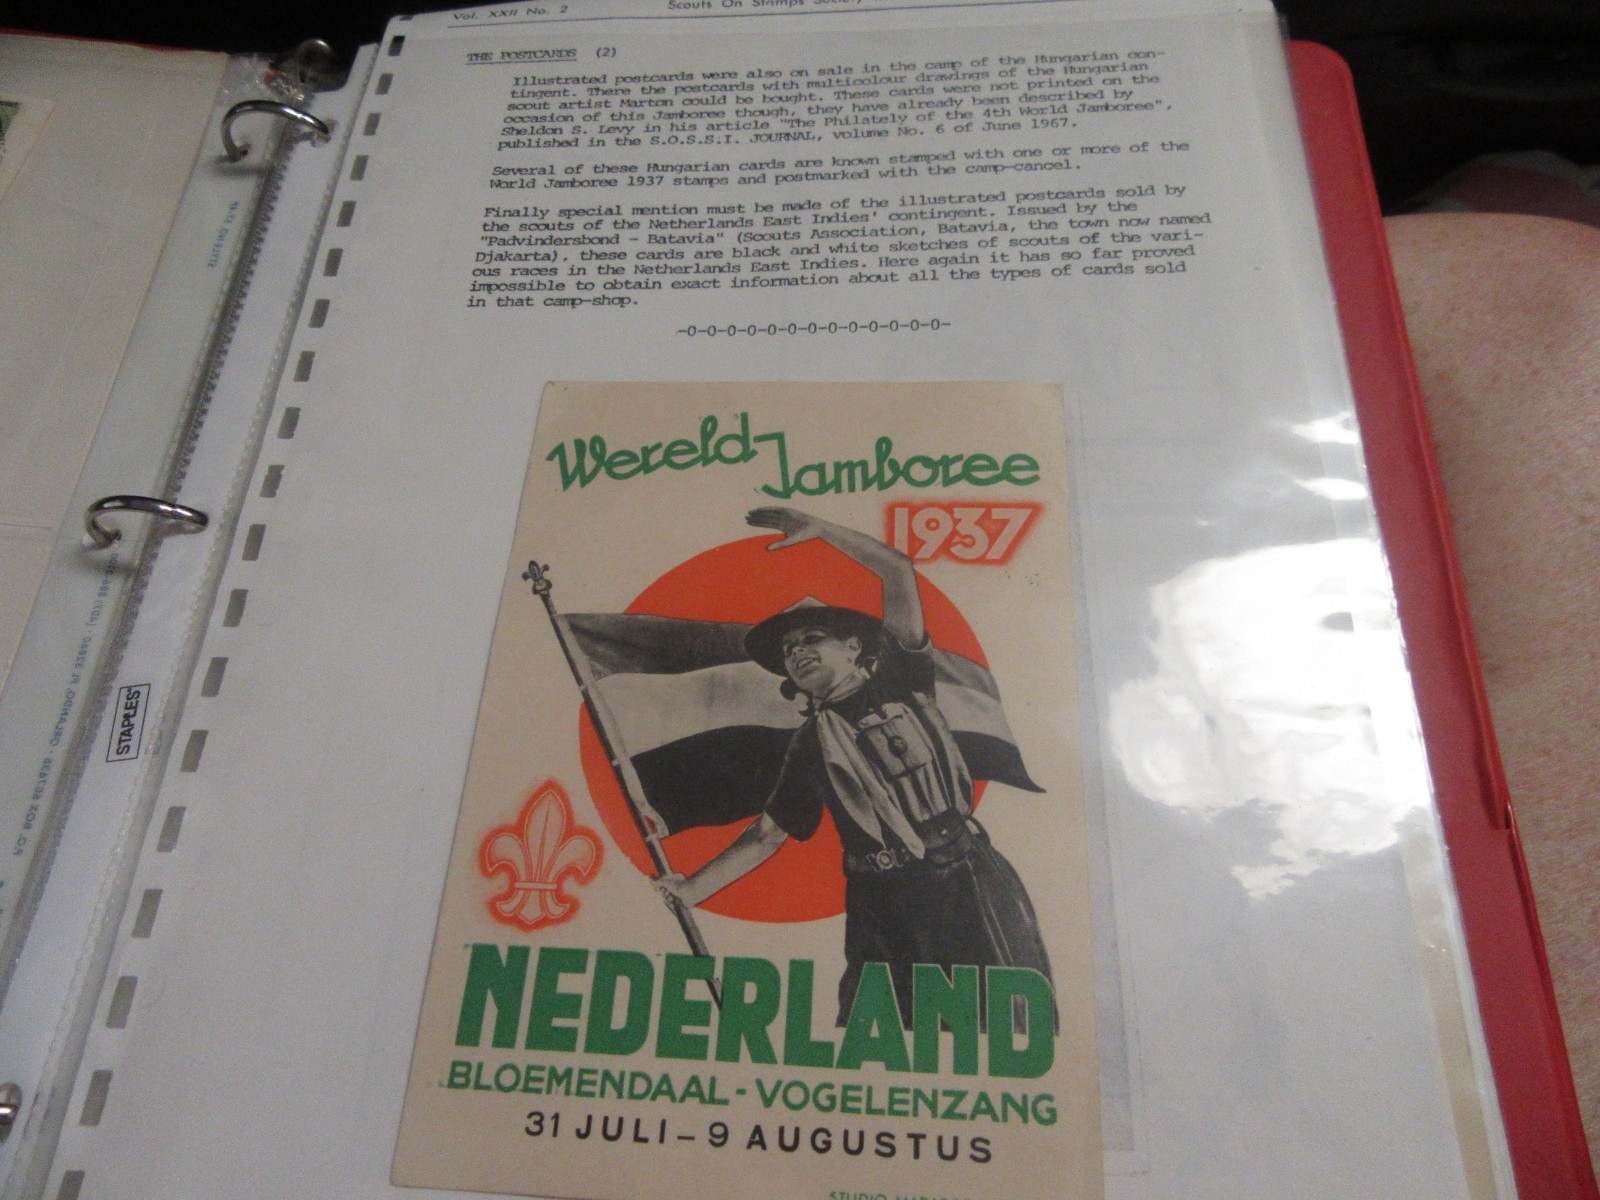 Vol. XXII No. 2
Scouts On Stamps Society
THE POSTCARDS (2)
Illustrated postcards were also on sale in the camp of the Hungarian con-
tingent. There the postcards with multicolour drawings of the Hungarian
scout artist Marton could be bought. These cards were not printed on the
occasion of this Jamboree though, they have already been described by
Sheldon S. Levy in his article "The Philately of the 4th World Jamboree",
published in the S.O.S.S.I. JOURNAL, volume No. 6 of June 1967.
Several of these Hungarian cards are known stamped with one or more of the
World Jamboree 1937 stamps and postmarked with the camp-cancel.
Finally special mention must be made of the illustrated postcards sold by
the scouts of the Netherlands East Indies' contingent. Issued by the
"Padvindersbond - Batavia" (Scouts Association, Batavia, the town now named
Djakarta), these cards are black and white sketches of scouts of the vari-
ous races in the Netherlands East Indies. Here again it has so far proved
impossible to obtain exact information about all the types of cards sold
in that camp-shop.
-0-0-0-0-0-0-0-0-0-0-0-0-0-
Wereld-
Jamboree
1937
NEDERLAND
BLOEMENDAAL - VOGELENZANG
31 JULI - 9 AUGUSTUS
STUDIO
STAPLES